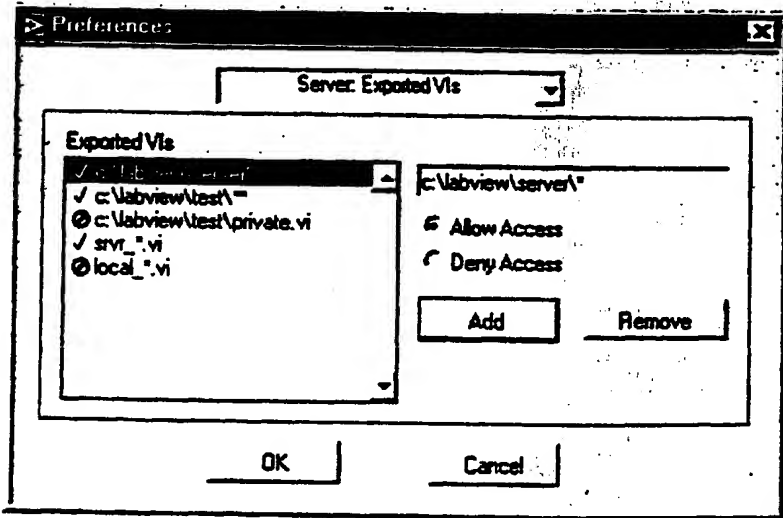 Preferences
Server: Exported VIs
Exported VIs
c:\labview\server\*
c:\labview\test\**
c:\labview\test\private.vi
srvr_*.vi
local_*.vi
Allow Access
Deny Access
Add
Remove
OK
Cancel